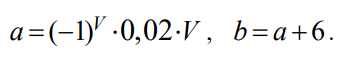 a=(−1)^V ·0,02·V, b=a+6.